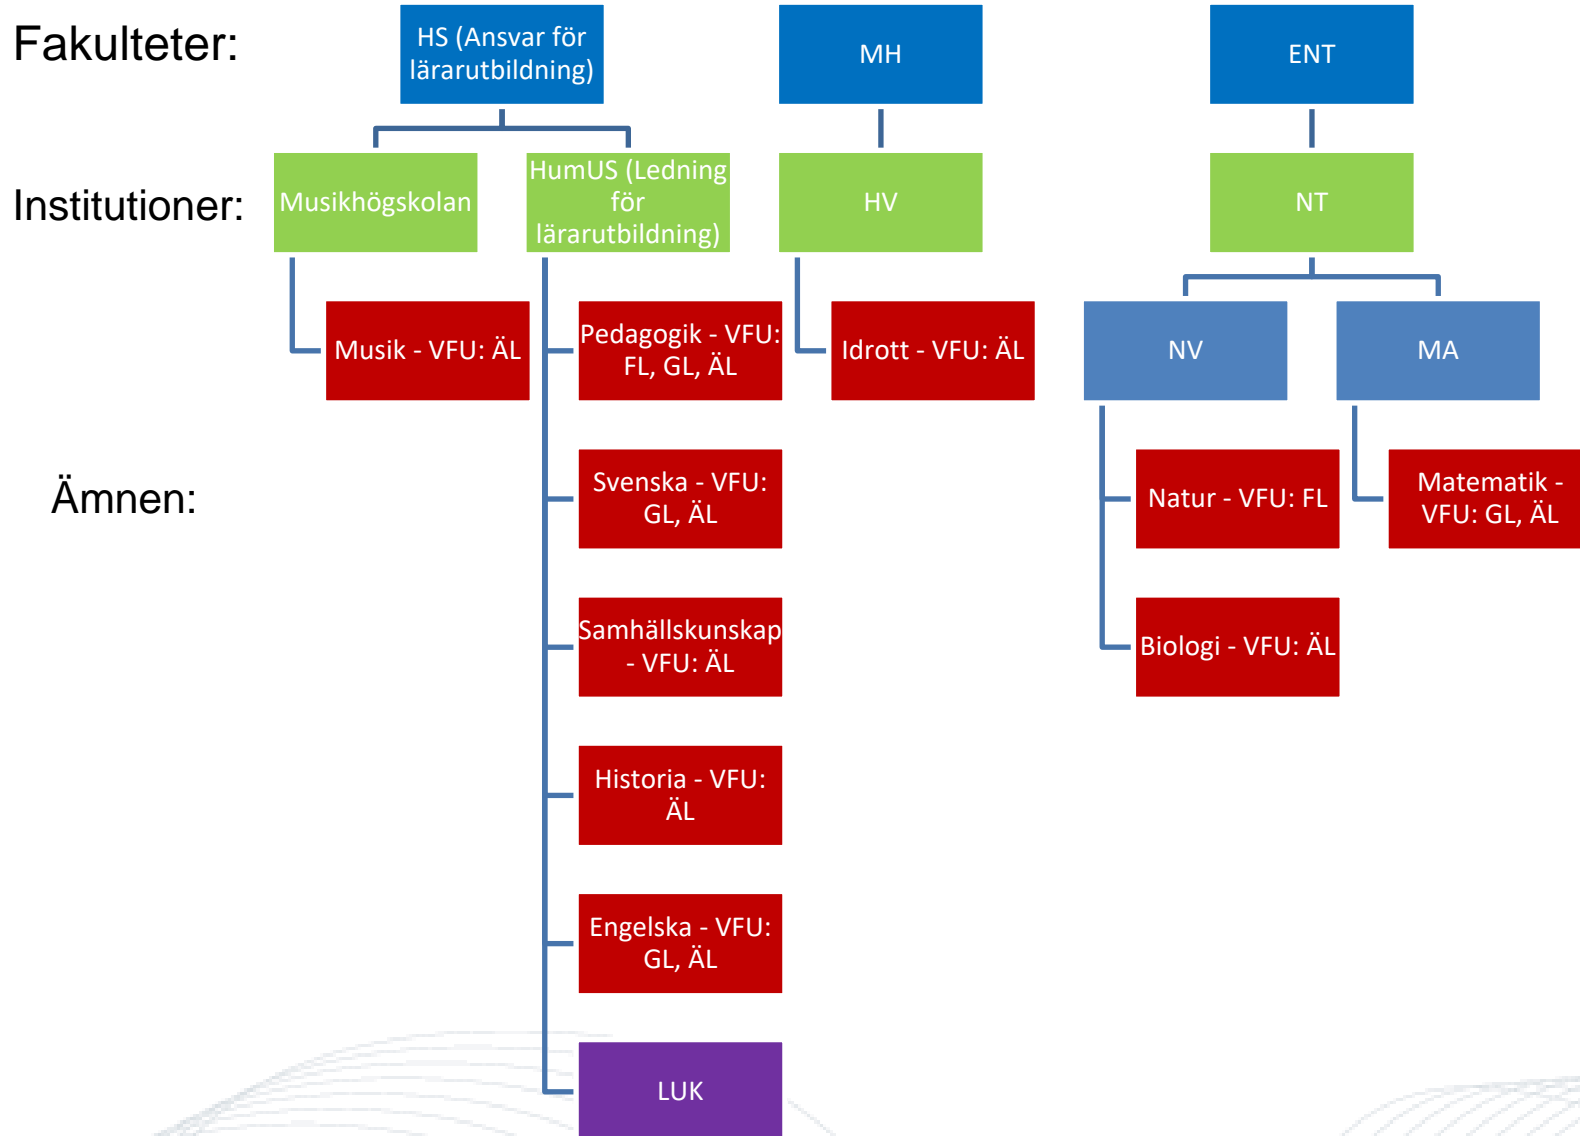 Fakulteter:
HS (Ansvar för
lärarutbildning)
MH
ENT
Institutioner:
Musikhögskolan
HumUS (Ledning
för
lärarutbildning)
HV
NT
Musik - VFU: ÄL
Pedagogik - VFU:
FL, GL, ÄL
Idrott - VFU: ÄL
NV
MA
Ämnen:
Svenska - VFU:
GL, ÄL
Natur - VFU: FL
Matematik -
VFU: GL, ÄL
Samhällskunskap
- VFU: ÄL
Biologi - VFU: ÄL
Historia - VFU:
ÄL
Engelska - VFU:
GL, ÄL
LUK